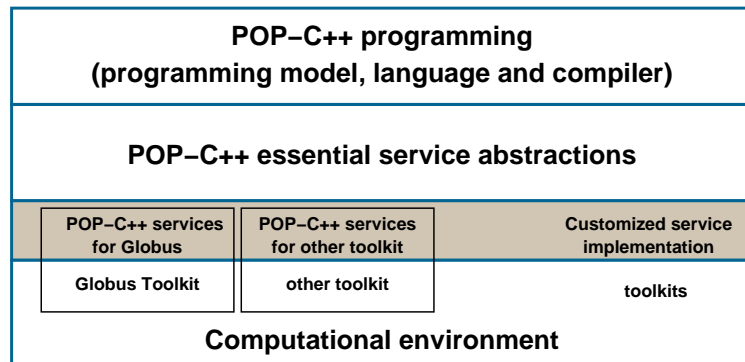 POP−C++ programming
(programming model, language and compiler)
POP−C++ essential service abstractions
POP−C++ services
for Globus
POP−C++ services
for other toolkit
Customized service
implementation
Globus Toolkit
other toolkit
toolkits
Computational environment